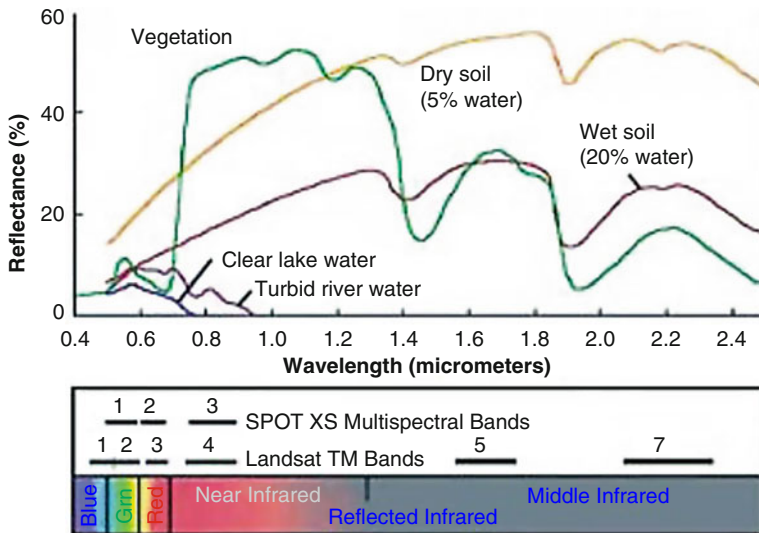 60
40
20
0
Reflectance (%)
Vegetation
Dry soil
(5% water)
Wet soil
(20% water)
Clear lake water
Turbid river water
0.4 0.6 0.8 1.0 1.2 1.4 1.6 1.8 2.0 2.2 2.4
Wavelength (micrometers)
1 2 3 SPOT XS Multispectral Bands
1 2 3 4 Landsat TM Bands 5 7
Blue Grn Red Near Infrared Middle Infrared
Reflected Infrared